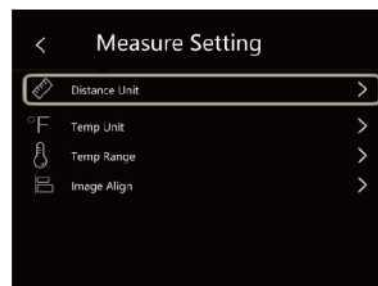 Measure Setting
Distance Unit
°F Temp Unit
Temp Range
Image Align